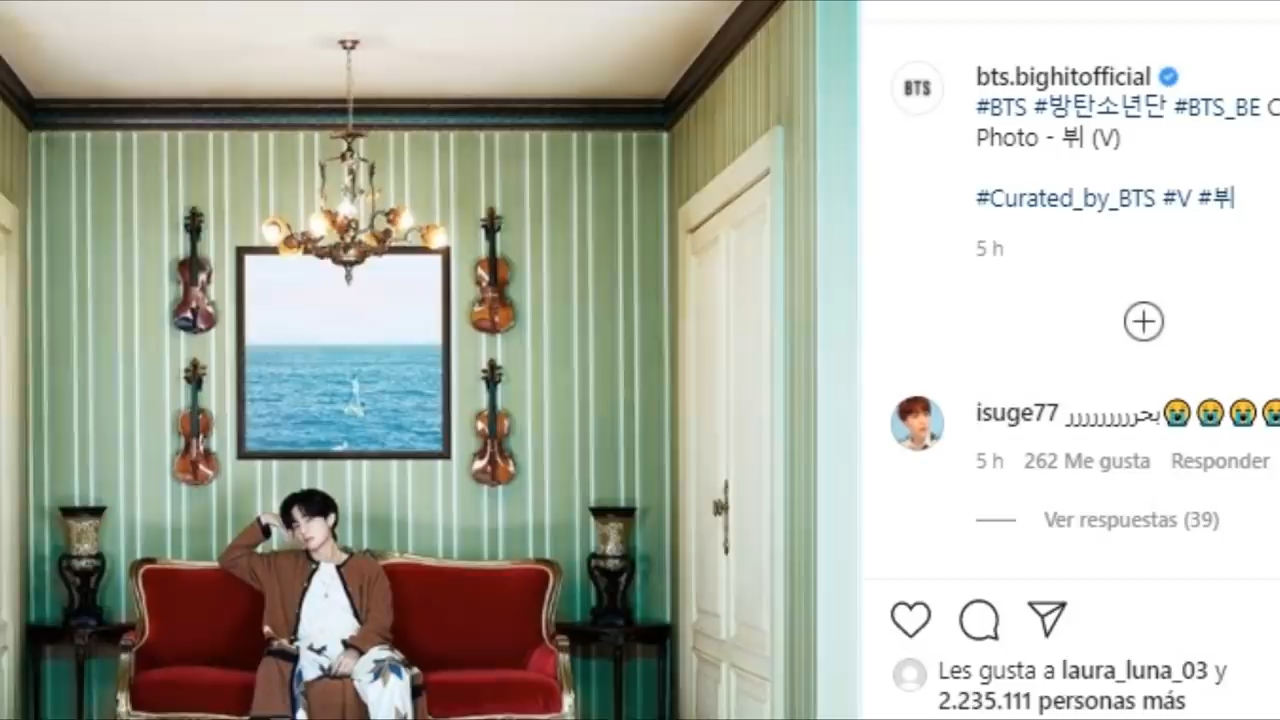 BTS
bts.bighitofficial
#BTS #방탄소년단 #BTS_BE C
Photo - 뷔 (V)
#Curated_by_BTS #V #뷔
5 h
isuge77 بحرررررررررر😭😭😭😭
5 h 262 Me gusta Responder
Ver respuestas (39)
Les gusta a laura_luna_03 y
2.235.111 personas más